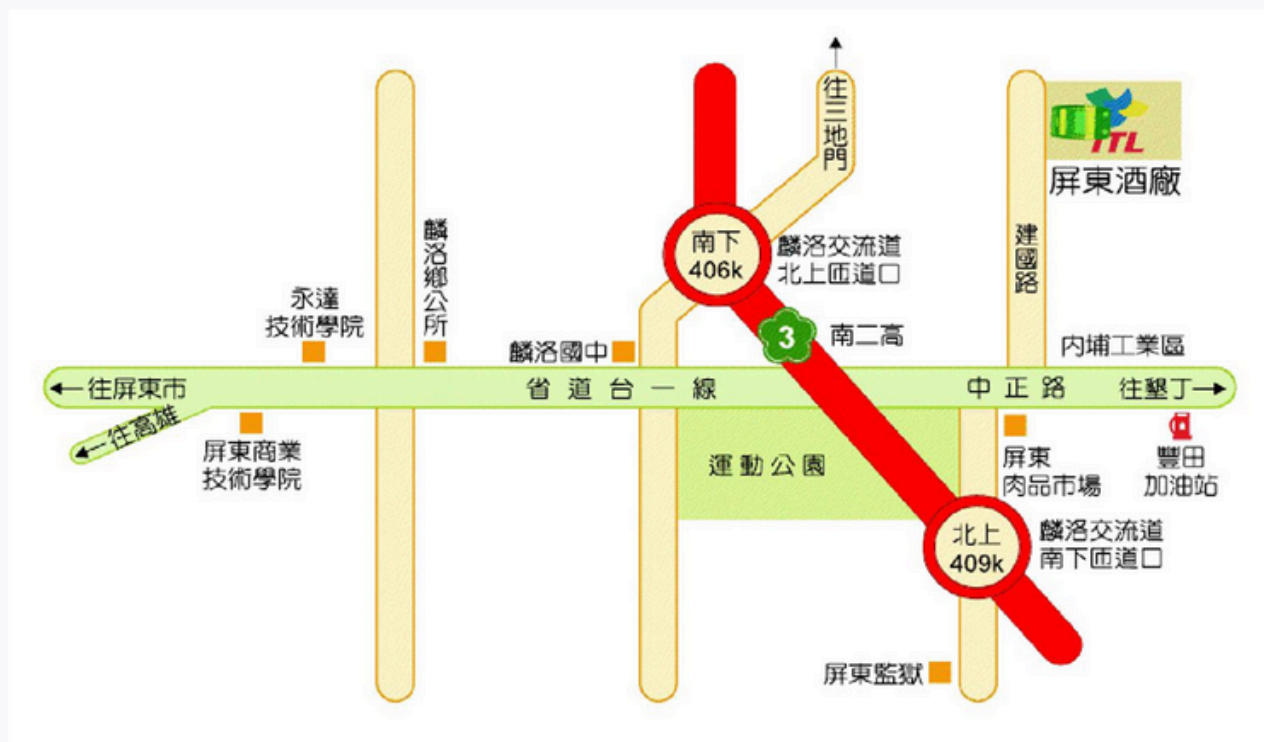 往三地門
TTL
屏東酒廠
南下
406k
麟洛交流道
北上匝道口
建國路
麟洛鄉公所
永達
技術學院
麟洛國中
3
南二高
內埔工業區
←往屏東市
省道台一線
中正路
往墾丁→
←往高雄
屏東商業
技術學院
運動公園
屏東
肉品市場
豐田
加油站
北上
409k
麟洛交流道
南下匝道口
屏東監獄